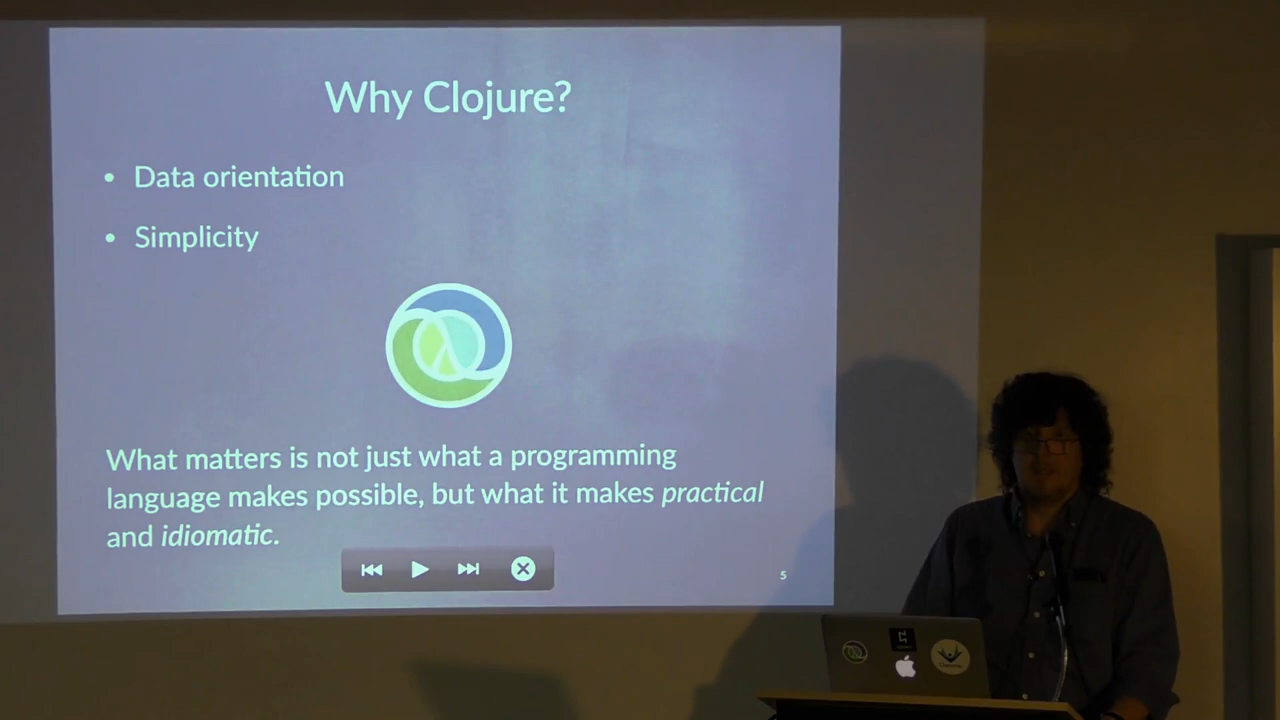 Why Clojure?
• Data orientation
• Simplicity
What matters is not just what a programming
language makes possible, but what it makes practical
and idiomatic.
5